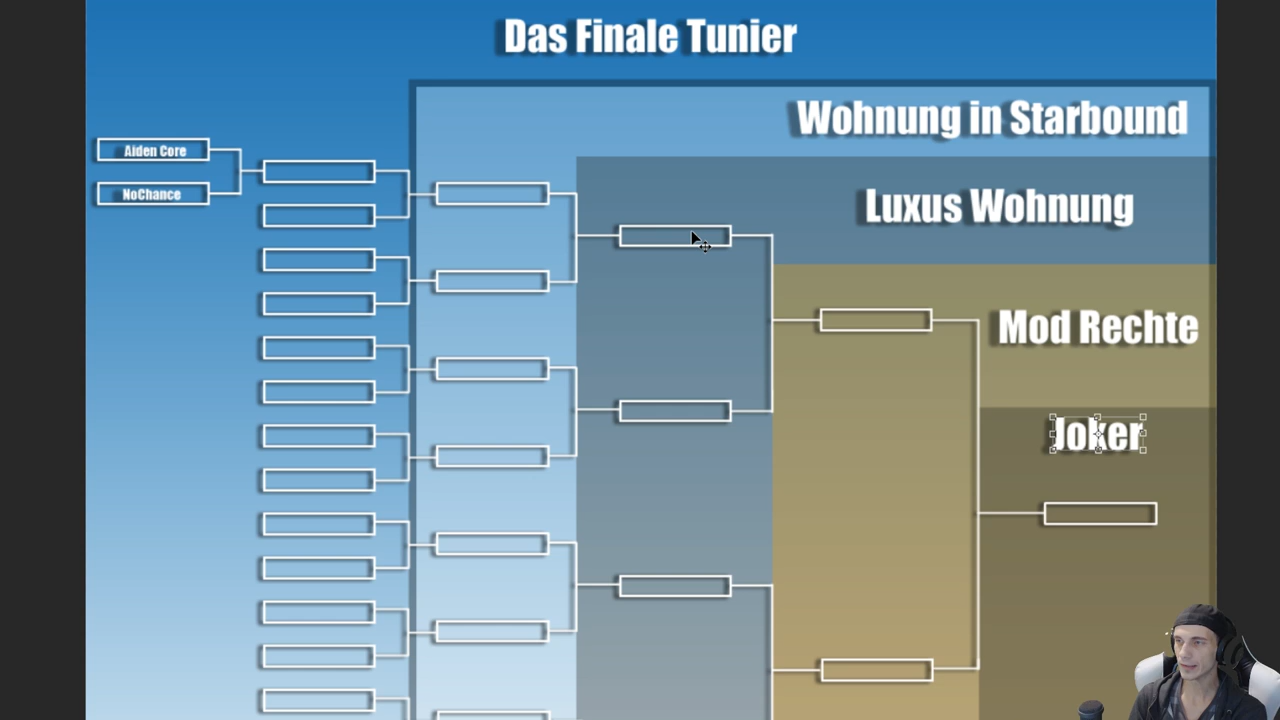 Das Finale Tunier
Wohnung in Starbound
Aiden Core
NoChance
Luxus Wohnung
Mod Rechte
Joker